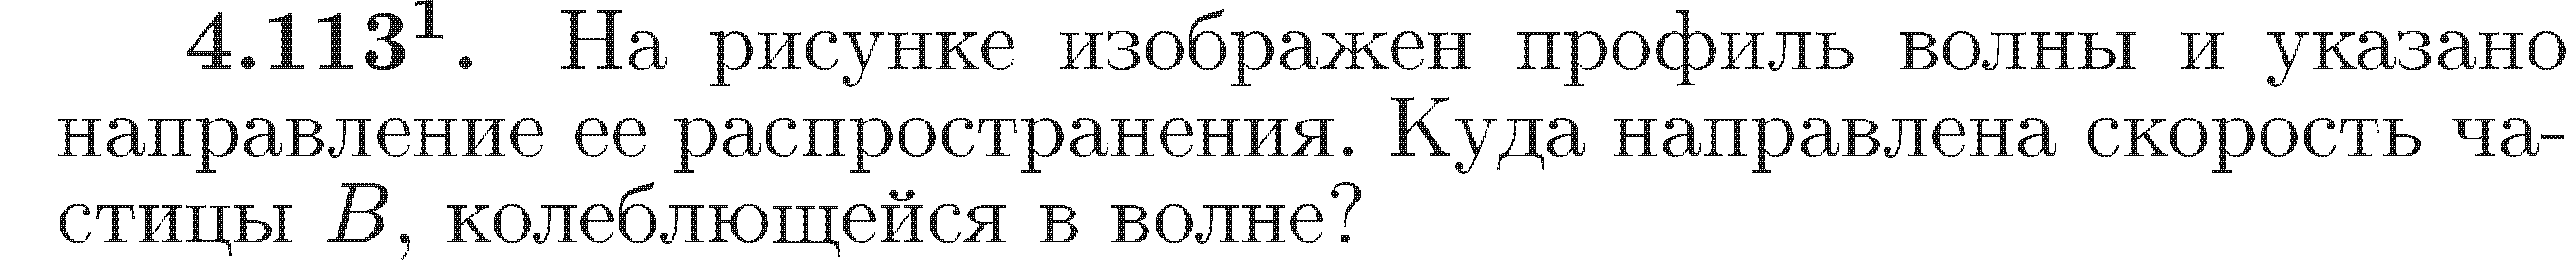 4.113¹. На рисунке изображен профиль волны и указано
направление ее распространения. Куда направлена скорость ча-
стицы B, колеблющейся в волне?